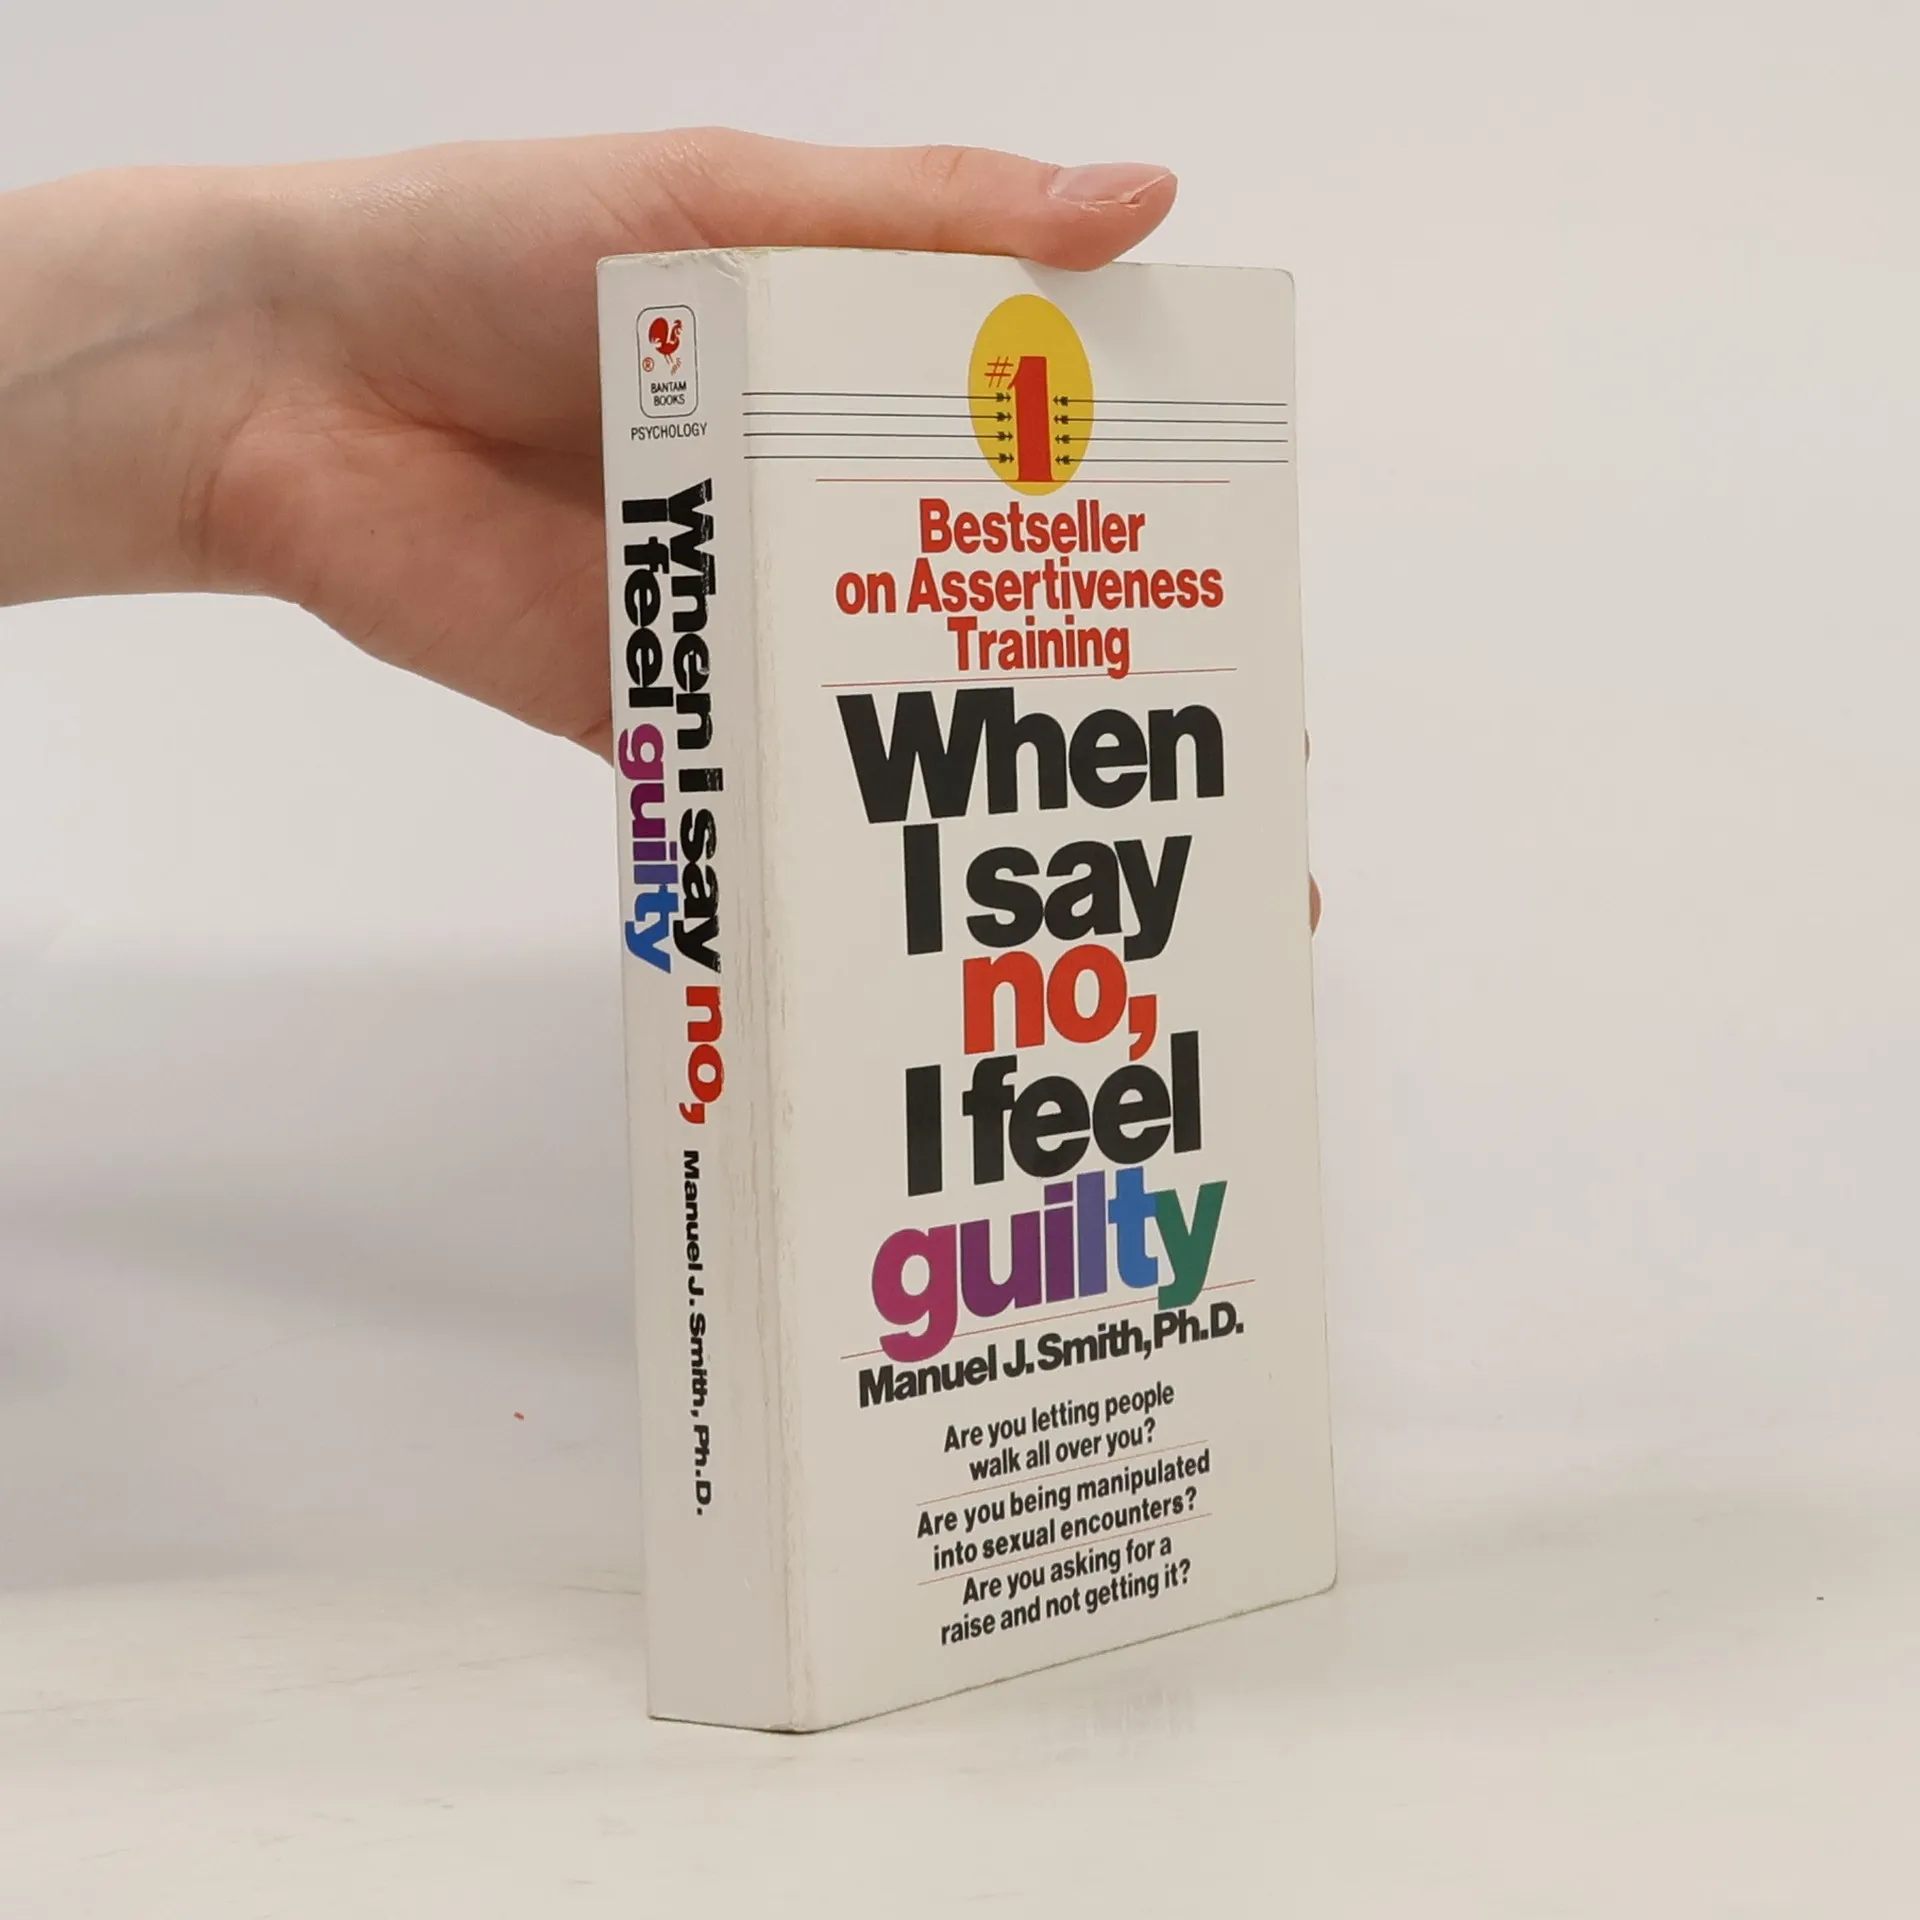 ®
BANTAM
BOOKS
PSYCHOLOGY
When I say no,
I feel guilty
Manuel J. Smith, Ph.D.
#1
Bestseller
on Assertiveness
Training
When
I say
no,
I feel
guilty
Manuel J. Smith, Ph.D.
Are you letting people
walk all over you?
Are you being manipulated
into sexual encounters?
Are you asking for a
raise and not getting it?